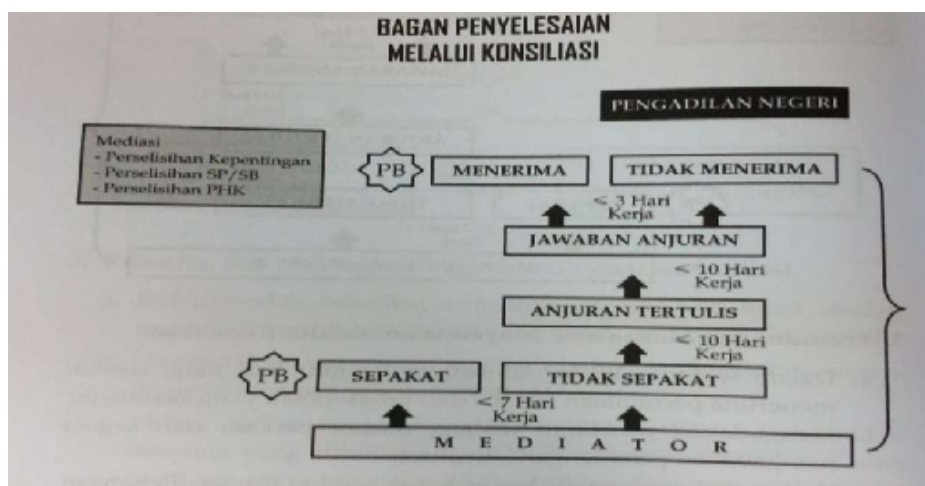 BAGAN PENYELESAIAN
MELALUI KONSILIASI
PENGADILAN NEGERI
Mediasi
- Perselisihan Kepentingan
- Perselisihan SP/SB
- Perselisihan PHK
PB MENERIMA TIDAK MENERIMA
≤ 3 Hari
Kerja
JAWABAN ANJURAN
≤ 10 Hari
Kerja
ANJURAN TERTULIS
≤ 10 Hari
Kerja
PB SEPAKAT TIDAK SEPAKAT
≤ 7 Hari
Kerja
M E D I A T O R